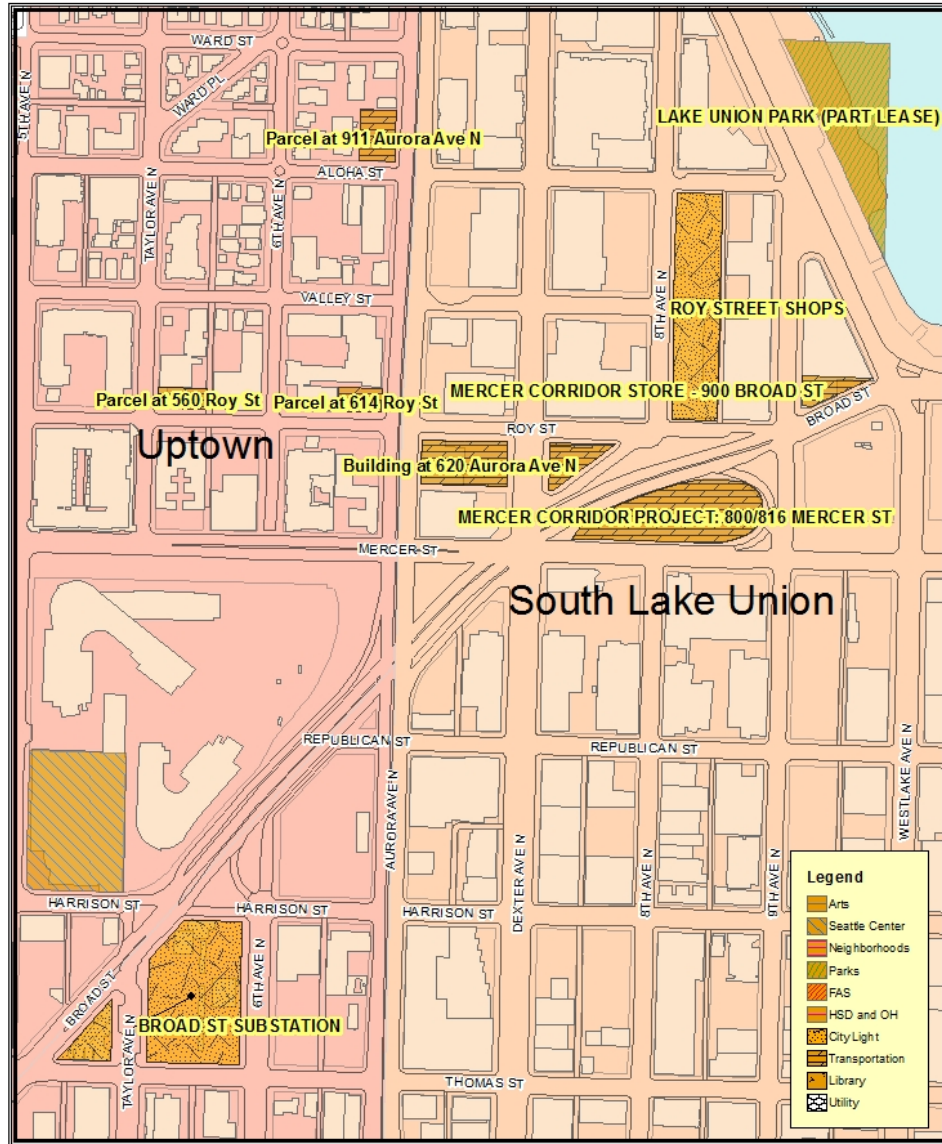 WARD ST
5TH AVE N
WARD PL
LAKE UNION PARK (PART LEASE)
Parcel at 911 Aurora Ave N
ALOHA ST
TAYLOR AVE N
6TH AVE N
VALLEY ST
8TH AVE N
ROY STREET SHOPS
Parcel at 560 Roy St
Parcel at 614 Roy St
MERCER CORRIDOR STORE - 900 BROAD ST
BROAD ST
ROY ST
Uptown
Building at 620 Aurora Ave N
MERCER CORRIDOR PROJECT: 800/816 MERCER ST
MERCER ST
South Lake Union
REPUBLICAN ST
REPUBLICAN ST
AURORA AVE N
DEXTER AVE N
8TH AVE N
9TH AVE N
WESTLAKE AVE N
HARRISON ST
HARRISON ST
HARRISON ST
BROAD ST
6TH AVE N
BROAD ST SUBSTATION
TAYLOR AVE N
THOMAS ST
Legend
Arts
Seattle Center
Neighborhoods
Parks
FAS
HSD and OH
City Light
Transportation
Library
Utility